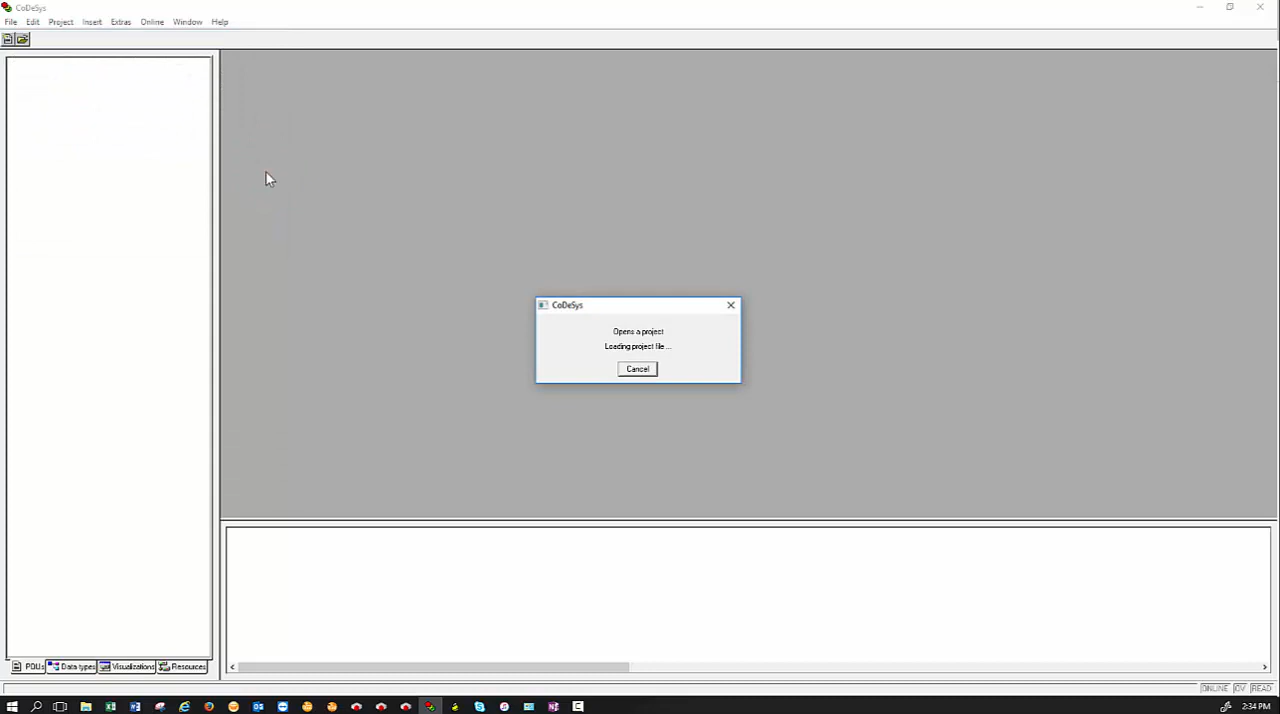 CoDeSys
File Edit Project Insert Extras Online Window Help
CoDeSys
Opens a project
Loading project file ...
Cancel
POUs Data types Visualizations Resources
ONLINE OV READ
2:34 PM